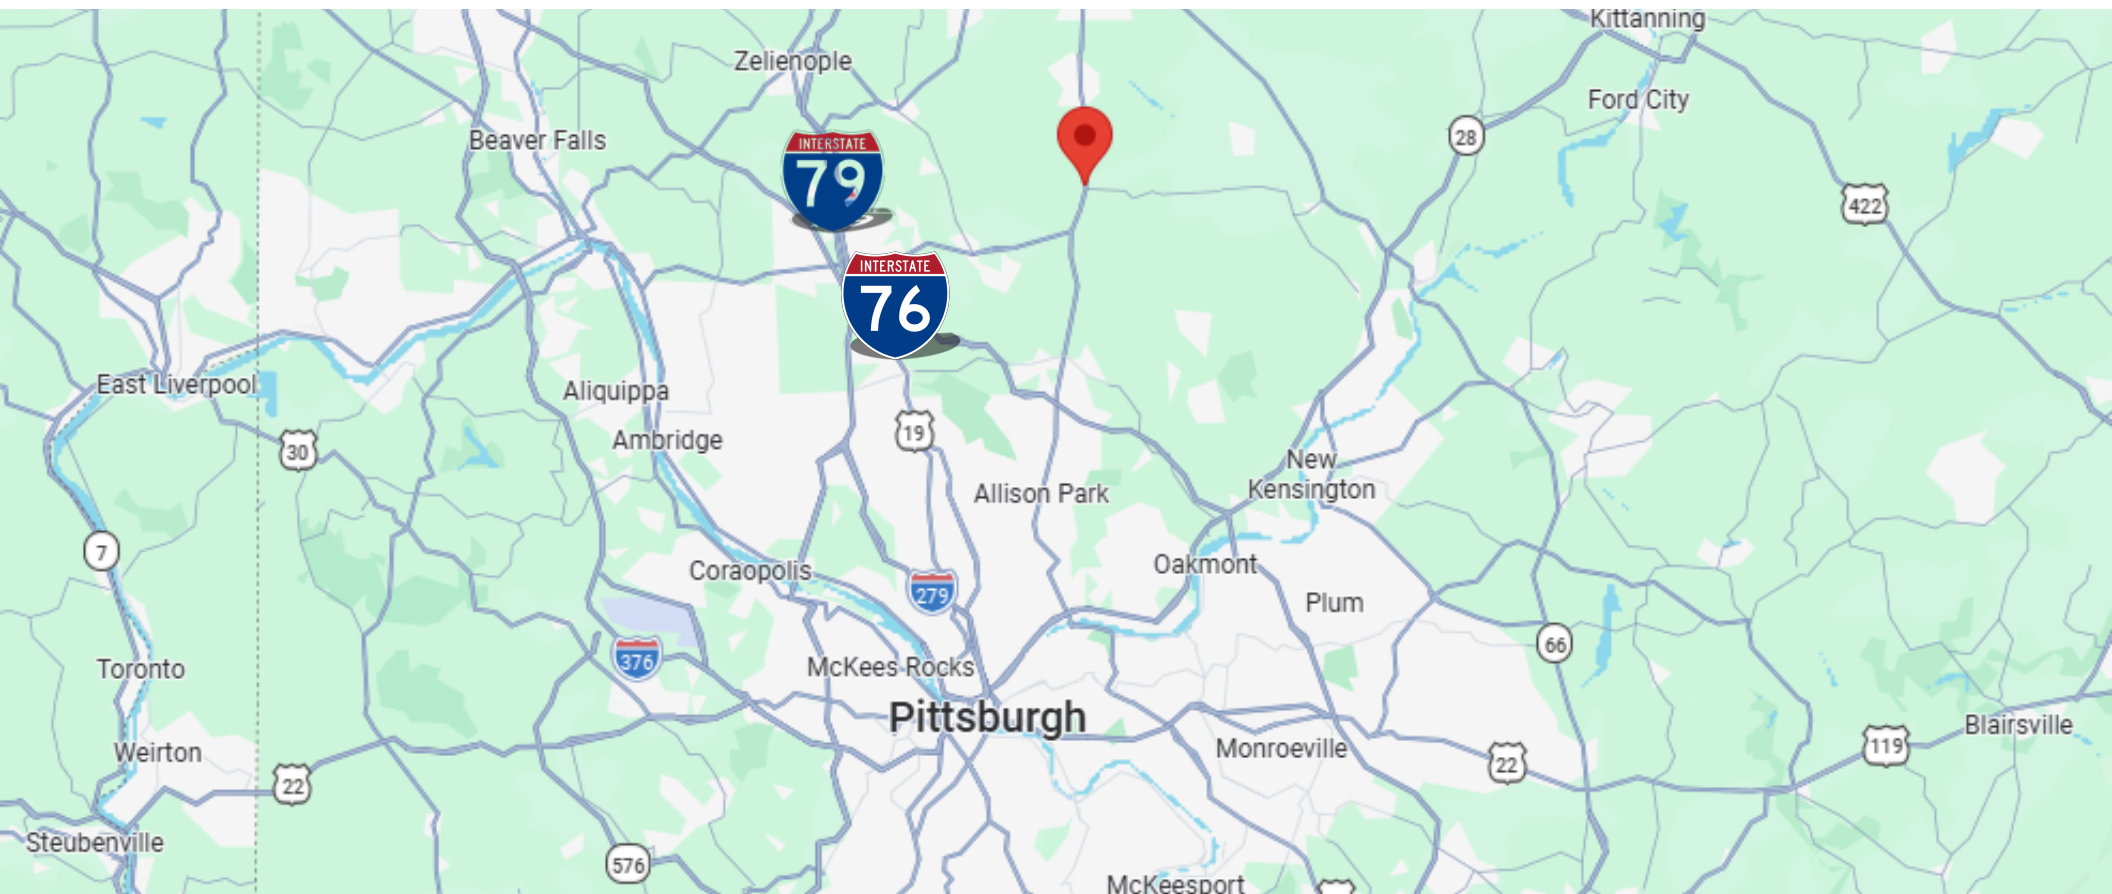 Kittanning
Zelienople
Ford City
28
Beaver Falls
INTERSTATE
79
422
INTERSTATE
76
East Liverpool
Aliquippa
19
Ambridge
30
New
Kensington
Allison Park
7
Oakmont
Coraopolis
279
Plum
66
376
McKees Rocks
Toronto
Pittsburgh
Blairsville
Monroeville
119
Weirton
22
22
Steubenville
576
McKeesport